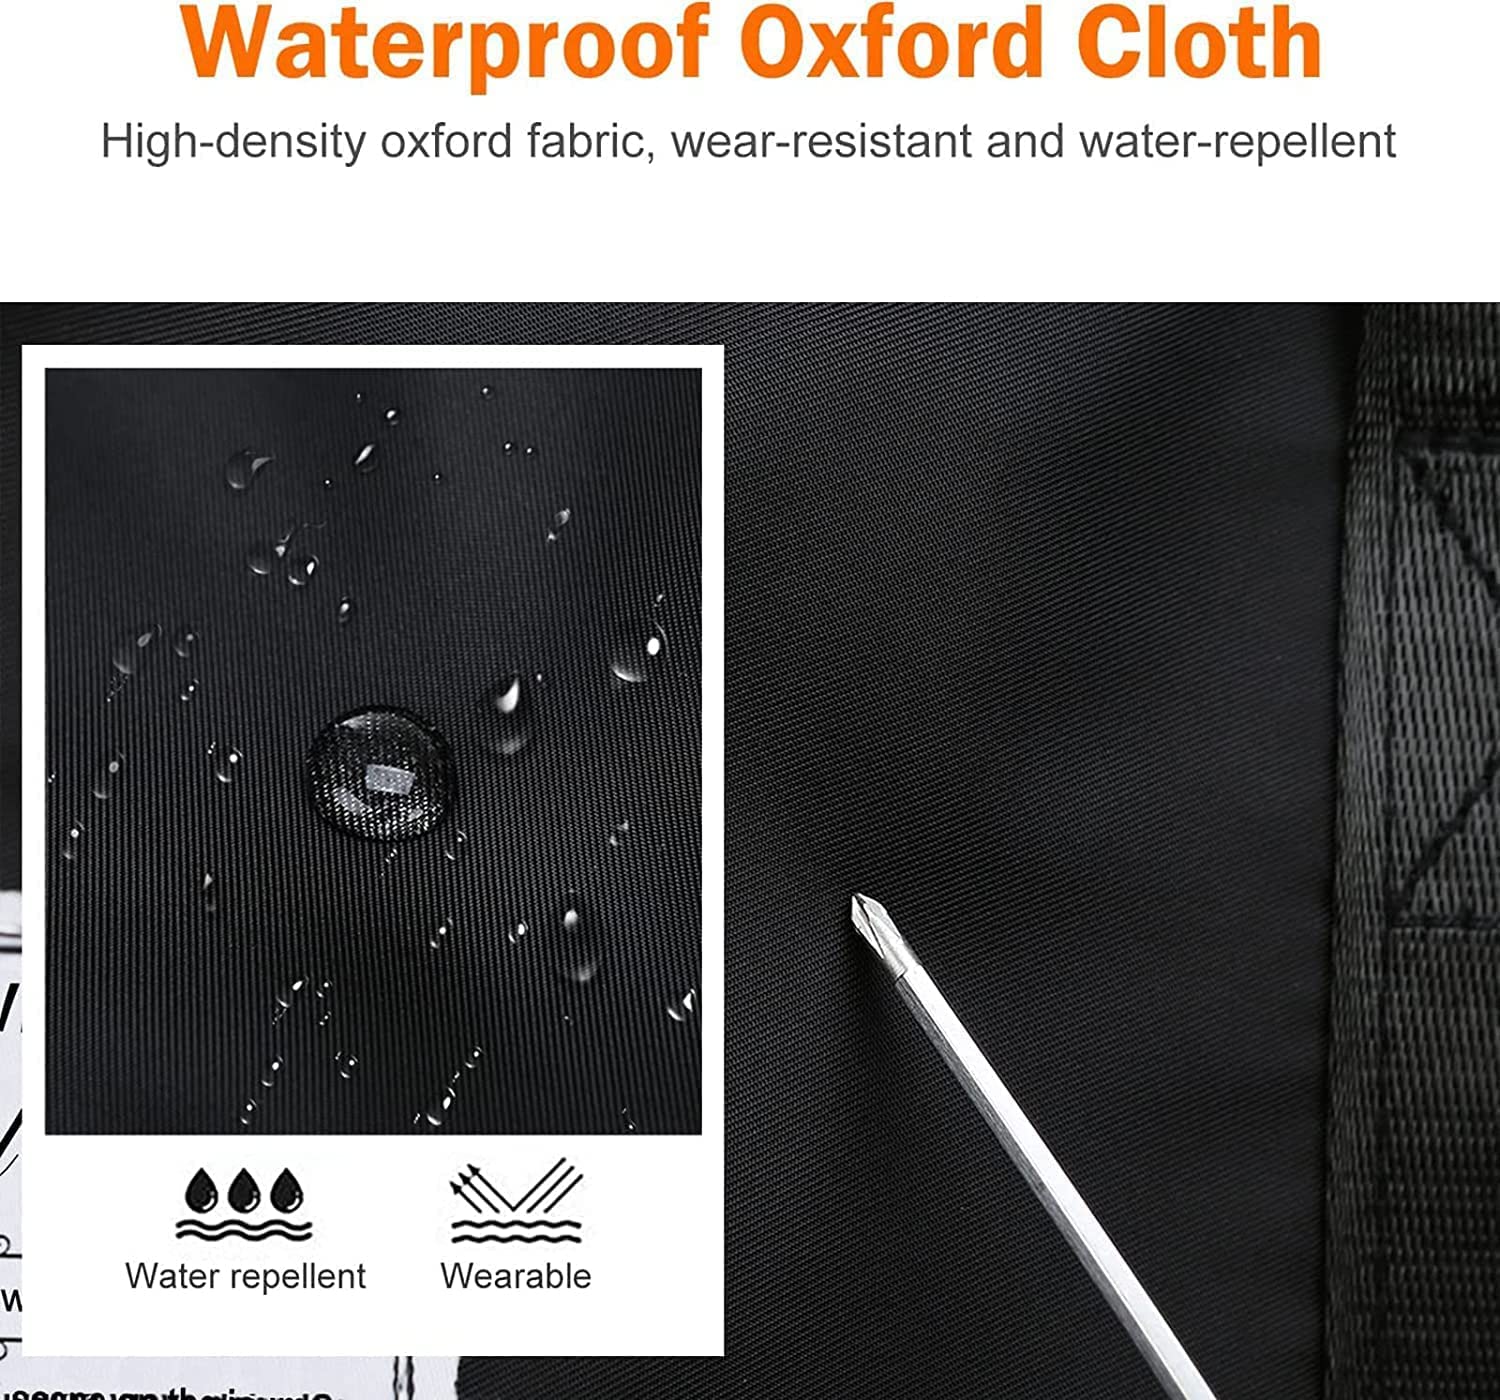 Waterproof Oxford Cloth
High-density oxford fabric, wear-resistant and water-repellent
Water repellent
Wearable